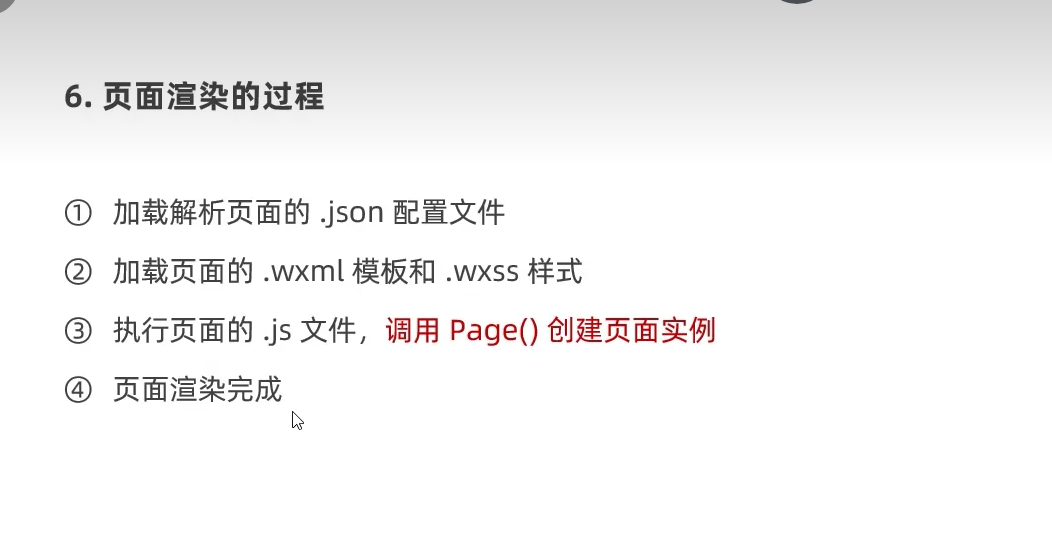 6. 页面渲染的过程
① 加载解析页面的 .json 配置文件
② 加载页面的 .wxml 模板和 .wxss 样式
③ 执行页面的 .js 文件，调用 Page() 创建页面实例
④ 页面渲染完成